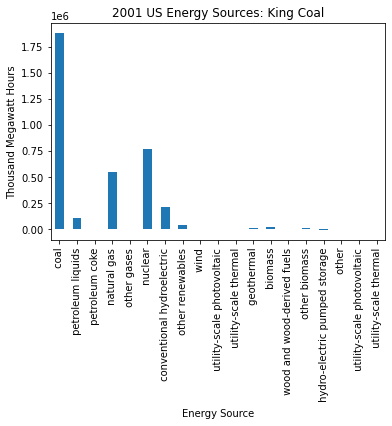 2001 US Energy Sources: King Coal
1e6
Thousand Megawatt Hours
1.75
1.50
1.25
1.00
0.75
0.50
0.25
0.00
coal
petroleum liquids
petroleum coke
natural gas
other gases
nuclear
conventional hydroelectric
other renewables
wind
utility-scale photovoltaic
utility-scale thermal
geothermal
biomass
wood and wood-derived fuels
other biomass
hydro-electric pumped storage
other
utility-scale photovoltaic
utility-scale thermal
Energy Source